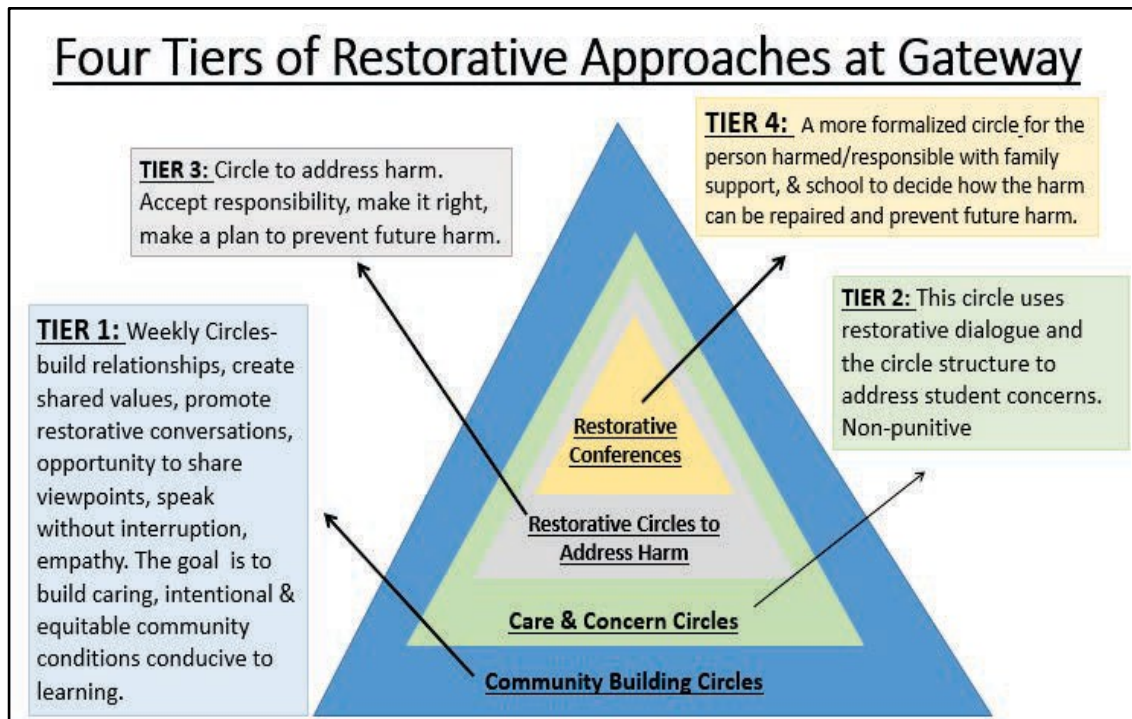 Four Tiers of Restorative Approaches at Gateway
TIER 4: A more formalized circle for the
person harmed/responsible with family
support, & school to decide how the harm
can be repaired and prevent future harm.
TIER 3: Circle to address harm.
Accept responsibility, make it right,
make a plan to prevent future harm.
TIER 2: This circle uses
restorative dialogue and
the circle structure to
address student concerns.
Non-punitive
TIER 1: Weekly Circles-
build relationships, create
shared values, promote
restorative conversations,
opportunity to share
viewpoints, speak
without interruption,
empathy. The goal is to
build caring, intentional &
equitable community
conditions conducive to
learning.
Restorative
Conferences
Restorative Circles to
Address Harm
Care & Concern Circles
Community Building Circles